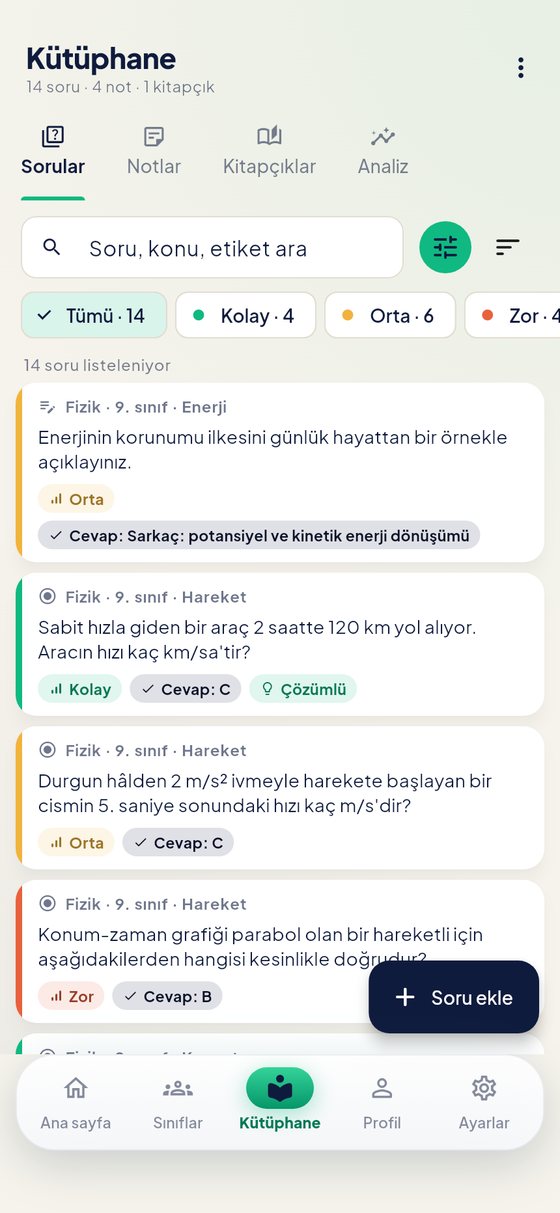 Kütüphane
14 soru · 4 not · 1 kitapçık
Sorular
Notlar
Kitapçıklar
Analiz
Soru, konu, etiket ara
Tümü · 14
Kolay · 4
Orta · 6
Zor · 4
14 soru listeleniyor
Fizik · 9. sınıf · Enerji
Enerjinin korunumu ilkesini günlük hayattan bir örnekle
açıklayınız.
Orta
Cevap: Sarkaç: potansiyel ve kinetik enerji dönüşümü
Fizik · 9. sınıf · Hareket
Sabit hızla giden bir araç 2 saatte 120 km yol alıyor.
Aracın hızı kaç km/sa'tir?
Kolay
Cevap: C
Çözümlü
Fizik · 9. sınıf · Hareket
Durgun hâlden 2 m/s² ivmeyle harekete başlayan bir
cismin 5. saniye sonundaki hızı kaç m/s'dir?
Orta
Cevap: C
Fizik · 9. sınıf · Hareket
Konum-zaman grafiği parabol olan bir hareketli için
aşağıdakilerden hangisi kesinlikle doğrudur?
Zor
Cevap: B
Soru ekle
Ana sayfa
Sınıflar
Kütüphane
Profil
Ayarlar